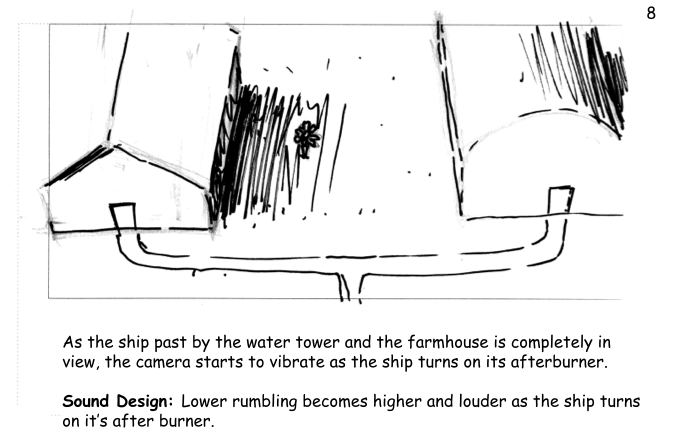 8
As the ship past by the water tower and the farmhouse is completely in
view, the camera starts to vibrate as the ship turns on its afterburner.
Sound Design: Lower rumbling becomes higher and louder as the ship turns
on it's after burner.